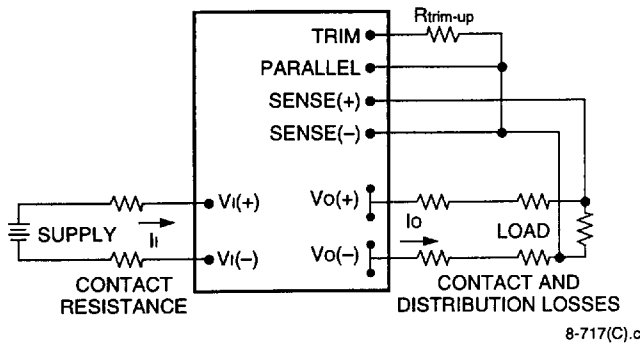 TRIM
Rtrim-up
PARALLEL
SENSE(+)
SENSE(–)
VI(+)
VO(+)
IO
SUPPLY
II
LOAD
VI(–)
VO(–)
CONTACT
RESISTANCE
CONTACT AND
DISTRIBUTION LOSSES
8-717(C).c